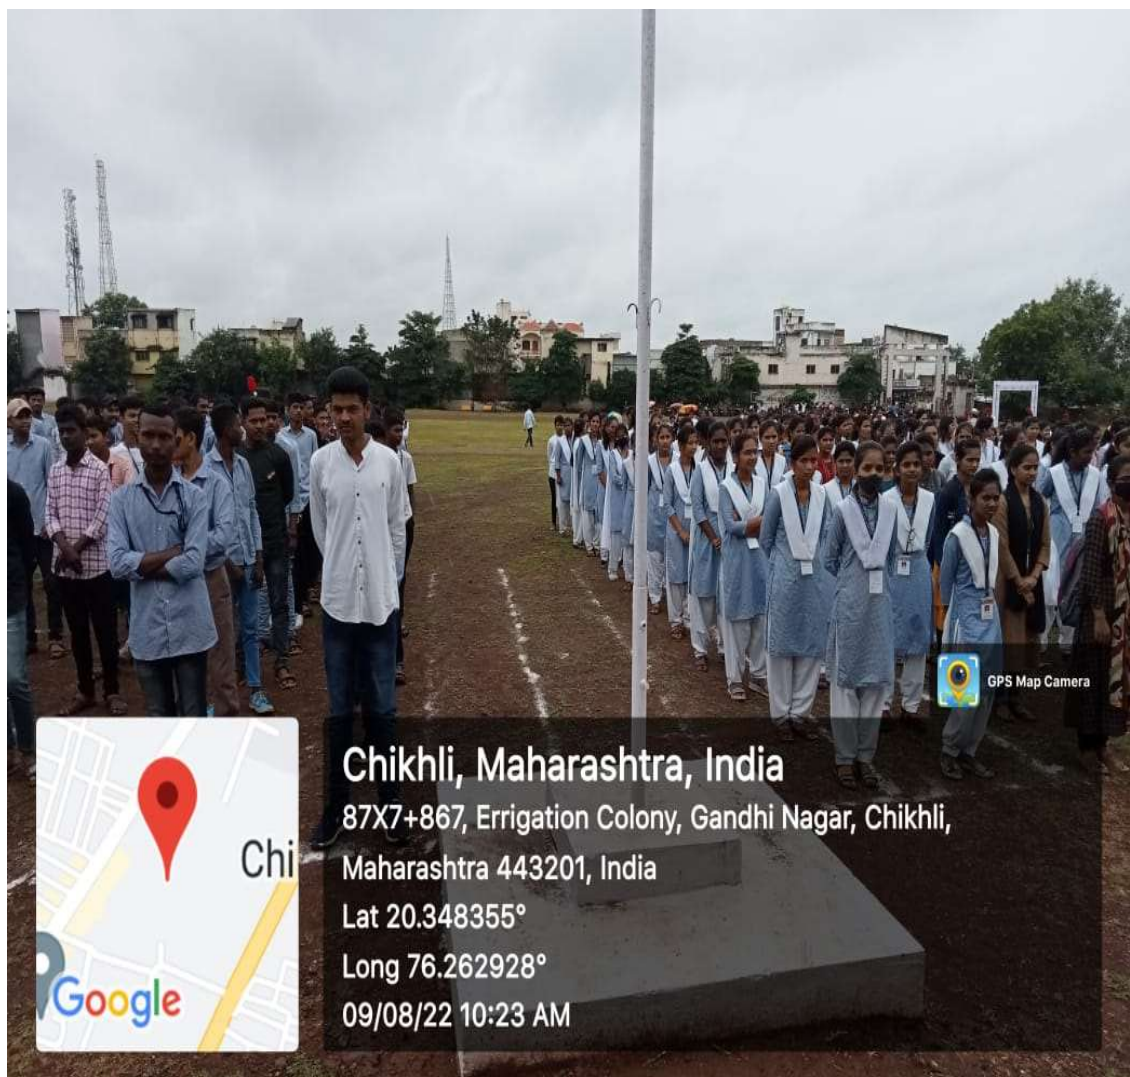 GPS Map Camera
Chikhli, Maharashtra, India
87X7+867, Errigation Colony, Gandhi Nagar, Chikhli,
Maharashtra 443201, India
Lat 20.348355°
Long 76.262928°
09/08/22 10:23 AM
Chi
Google